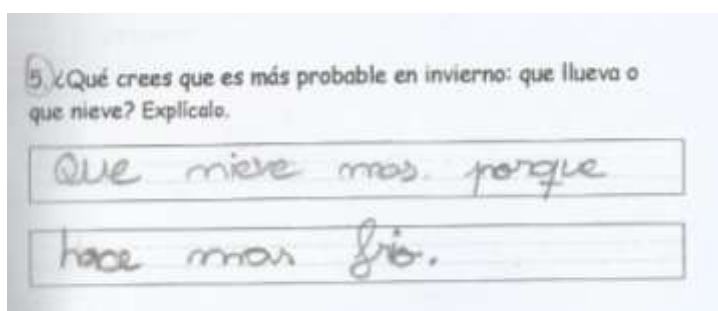 5. ¿Qué crees que es más probable en invierno: que llueva o
que nieve? Explícalo.
Que nieve mas. porque
hace mas frio.